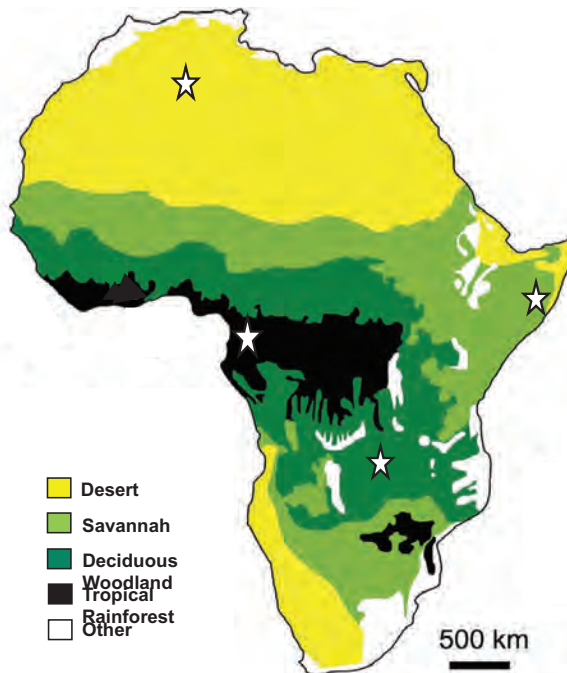 Desert
Savannah
Deciduous
Woodland
Tropical
Rainforest
Other
500 km